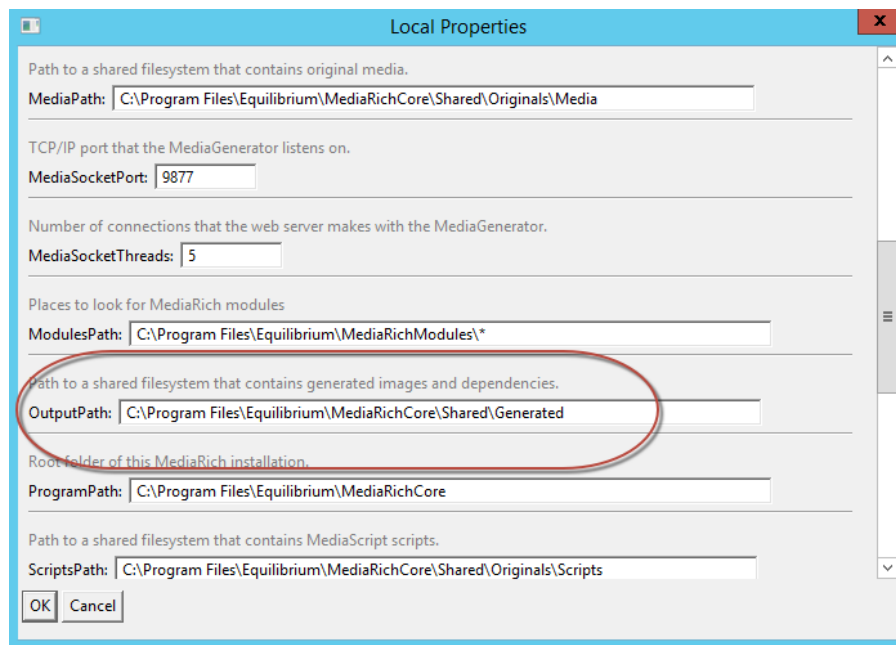 Local Properties
x
Path to a shared filesystem that contains original media.
MediaPath: C:\Program Files\Equilibrium\MediaRichCore\Shared\Originals\Media
TCP/IP port that the MediaGenerator listens on.
MediaSocketPort: 9877
Number of connections that the web server makes with the MediaGenerator.
MediaSocketThreads: 5
Places to look for MediaRich modules
ModulesPath: C:\Program Files\Equilibrium\MediaRichModules\*
Path to a shared filesystem that contains generated images and dependencies.
OutputPath: C:\Program Files\Equilibrium\MediaRichCore\Shared\Generated
Root folder of this MediaRich installation.
ProgramPath: C:\Program Files\Equilibrium\MediaRichCore
Path to a shared filesystem that contains MediaScript scripts.
ScriptsPath: C:\Program Files\Equilibrium\MediaRichCore\Shared\Originals\Scripts
OK Cancel